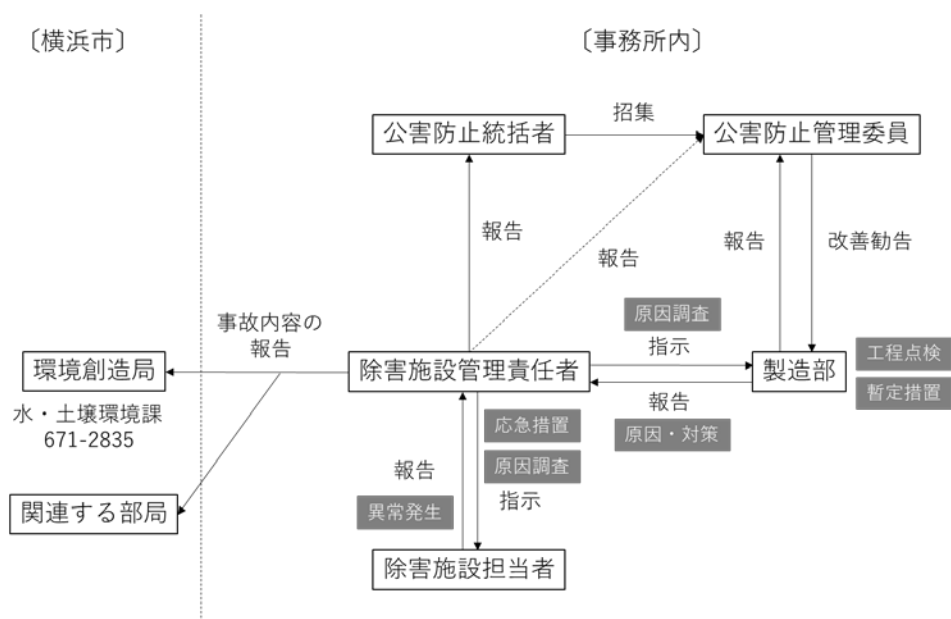 〔横浜市〕
〔事務所内〕
公害防止統括者
招集
公害防止管理委員
報告
報告
報告
改善勧告
事故内容の
報告
原因調査
指示
環境創造局
除害施設管理責任者
製造部
工程点検
暫定措置
水・土壌環境課
671-2835
報告
原因・対策
応急措置
原因調査
指示
報告
異常発生
関連する部局
除害施設担当者